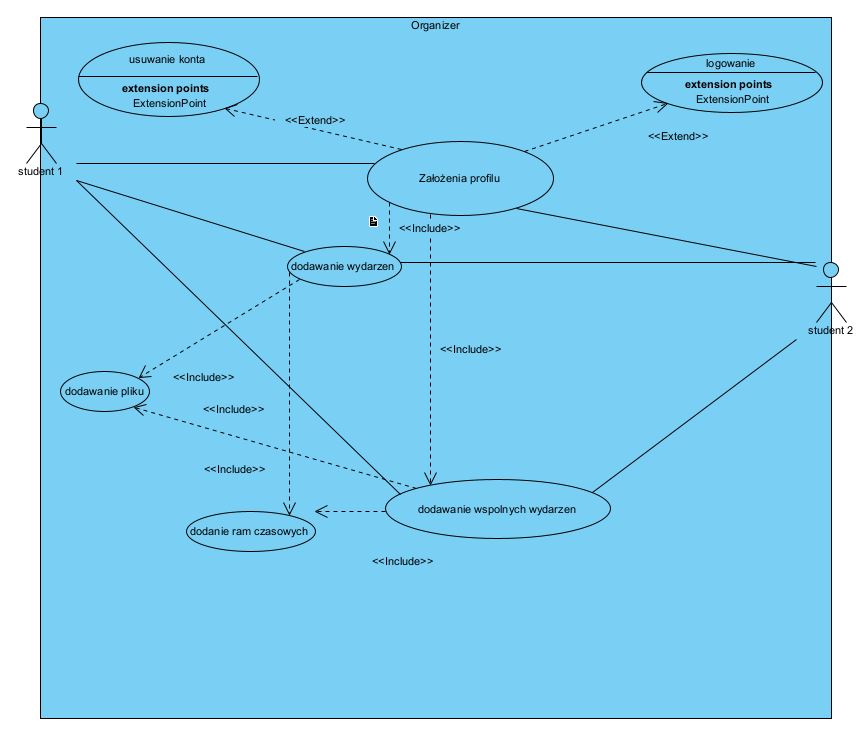 Organizer
usuwanie konta
extension points
ExtensionPoint
logowanie
extension points
ExtensionPoint
<<Extend>>
<<Extend>>
student 1
Założenia profilu
<<Include>>
dodawanie wydarzen
student 2
<<Include>>
<<Include>>
dodawanie pliku
<<Include>>
<<Include>>
dodawanie wspolnych wydarzen
dodanie ram czasowych
<<Include>>